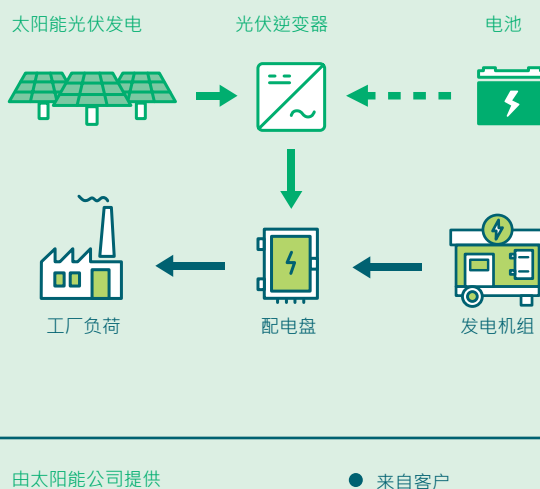 太阳能光伏发电
光伏逆变器
电池
工厂负荷
配电盘
发电机组
由太阳能公司提供
来自客户